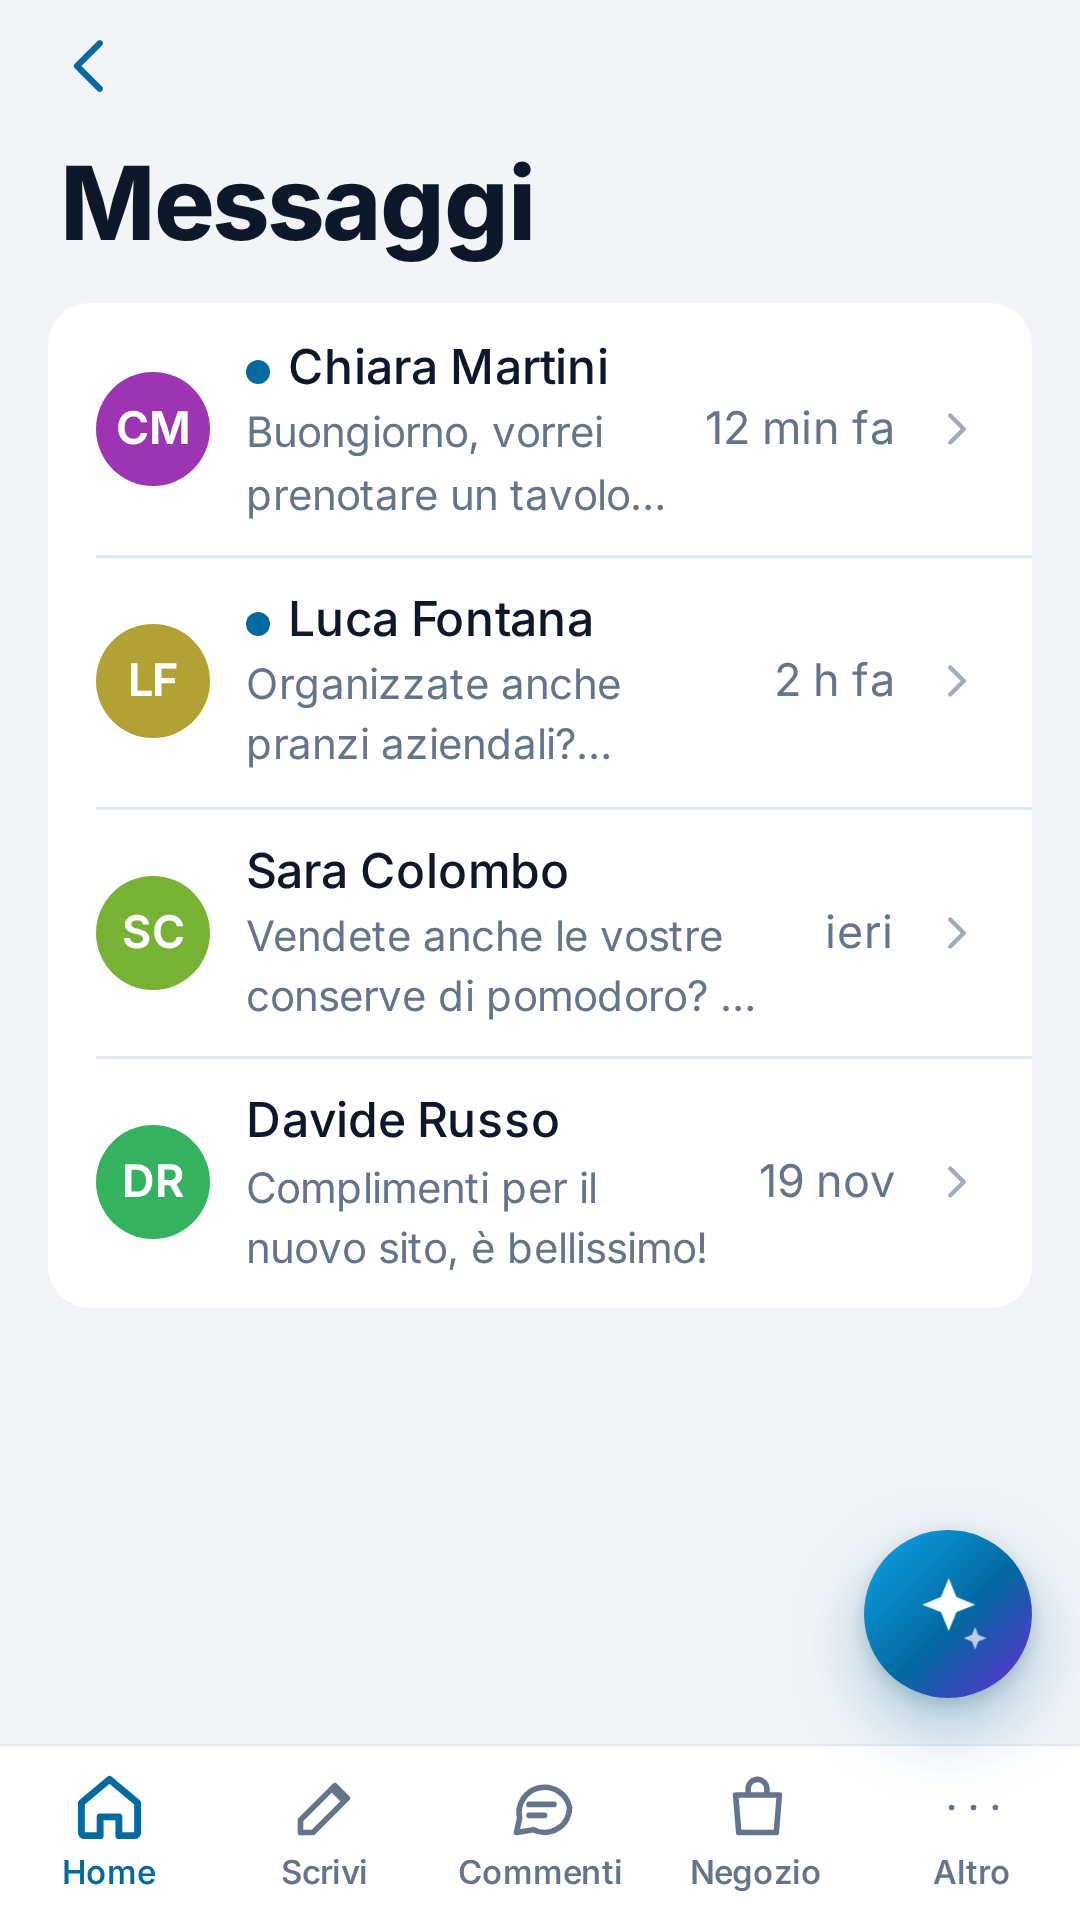 Messaggi
CM
Chiara Martini
Buongiorno, vorrei
prenotare un tavolo...
12 min fa
LF
Luca Fontana
Organizzate anche
pranzi aziendali?...
2 h fa
SC
Sara Colombo
Vendete anche le vostre
conserve di pomodoro? ...
ieri
DR
Davide Russo
Complimenti per il
nuovo sito, è bellissimo!
19 nov
Home
Scrivi
Commenti
Negozio
Altro